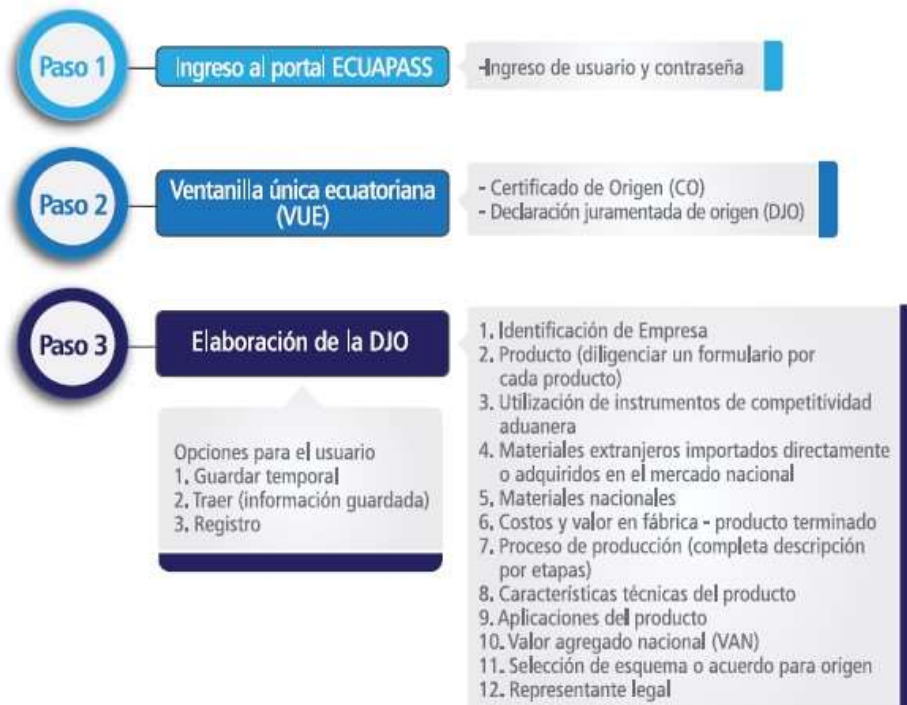 Paso 1
Ingreso al portal ECUAPASS
-Ingreso de usuario y contraseña
Paso 2
Ventanilla única ecuatoriana
(VUE)
- Certificado de Origen (CO)
- Declaración juramentada de origen (DJO)
Paso 3
Elaboración de la DJO
Opciones para el usuario
1. Guardar temporal
2. Traer (información guardada)
3. Registro
1. Identificación de Empresa
2. Producto (diligenciar un formulario por
cada producto)
3. Utilización de instrumentos de competitividad
aduanera
4. Materiales extranjeros importados directamente
o adquiridos en el mercado nacional
5. Materiales nacionales
6. Costos y valor en fábrica - producto terminado
7. Proceso de producción (completa descripción
por etapas)
8. Características técnicas del producto
9. Aplicaciones del producto
10. Valor agregado nacional (VAN)
11. Selección de esquema o acuerdo para origen
12. Representante legal